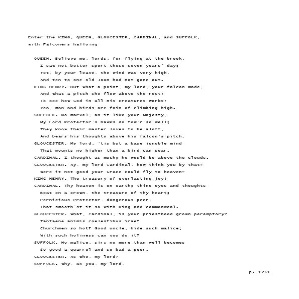 Enter the KING, QUEEN, GLOUCESTER, CARDINAL, and SUFFOLK,
with Falconers halloing
QUEEN. Believe me, lords, for flying at the brook,
I saw not better sport these seven years' day;
Yet, by your leave, the wind was very high,
And ten to one old Joan had not gone out.
KING HENRY. But what a point, my lord, your falcon made,
And what a pitch she flew above the rest!
To see how God in all His creatures works!
Yea, man and birds are fain of climbing high.
SUFFOLK. No marvel, an it like your Majesty,
My Lord Protector's hawks do tow'r so well;
They know their master loves to be aloft,
And bears his thoughts above his falcon's pitch.
GLOUCESTER. My lord, 'tis but a base ignoble mind
That mounts no higher than a bird can soar.
CARDINAL. I thought as much; he would be above the clouds.
GLOUCESTER. Ay, my lord Cardinal, how think you by that?
Were it not good your Grace could fly to heaven?
KING HENRY. The treasury of everlasting joy!
CARDINAL. Thy heaven is on earth; thine eyes and thoughts
Beat on a crown, the treasure of thy heart;
Pernicious Protector, dangerous peer,
That smooth'st it so with King and commonweal.
GLOUCESTER. What, Cardinal, is your priesthood grown peremptory?
Tantaene animis coelestibus irae?
Churchmen so hot? Good uncle, hide such malice;
With such holiness can you do it?
SUFFOLK. No malice, sir; no more than well becomes
So good a quarrel and so bad a peer.
GLOUCESTER. As who, my lord?
SUFFOLK. Why, as you, my lord,